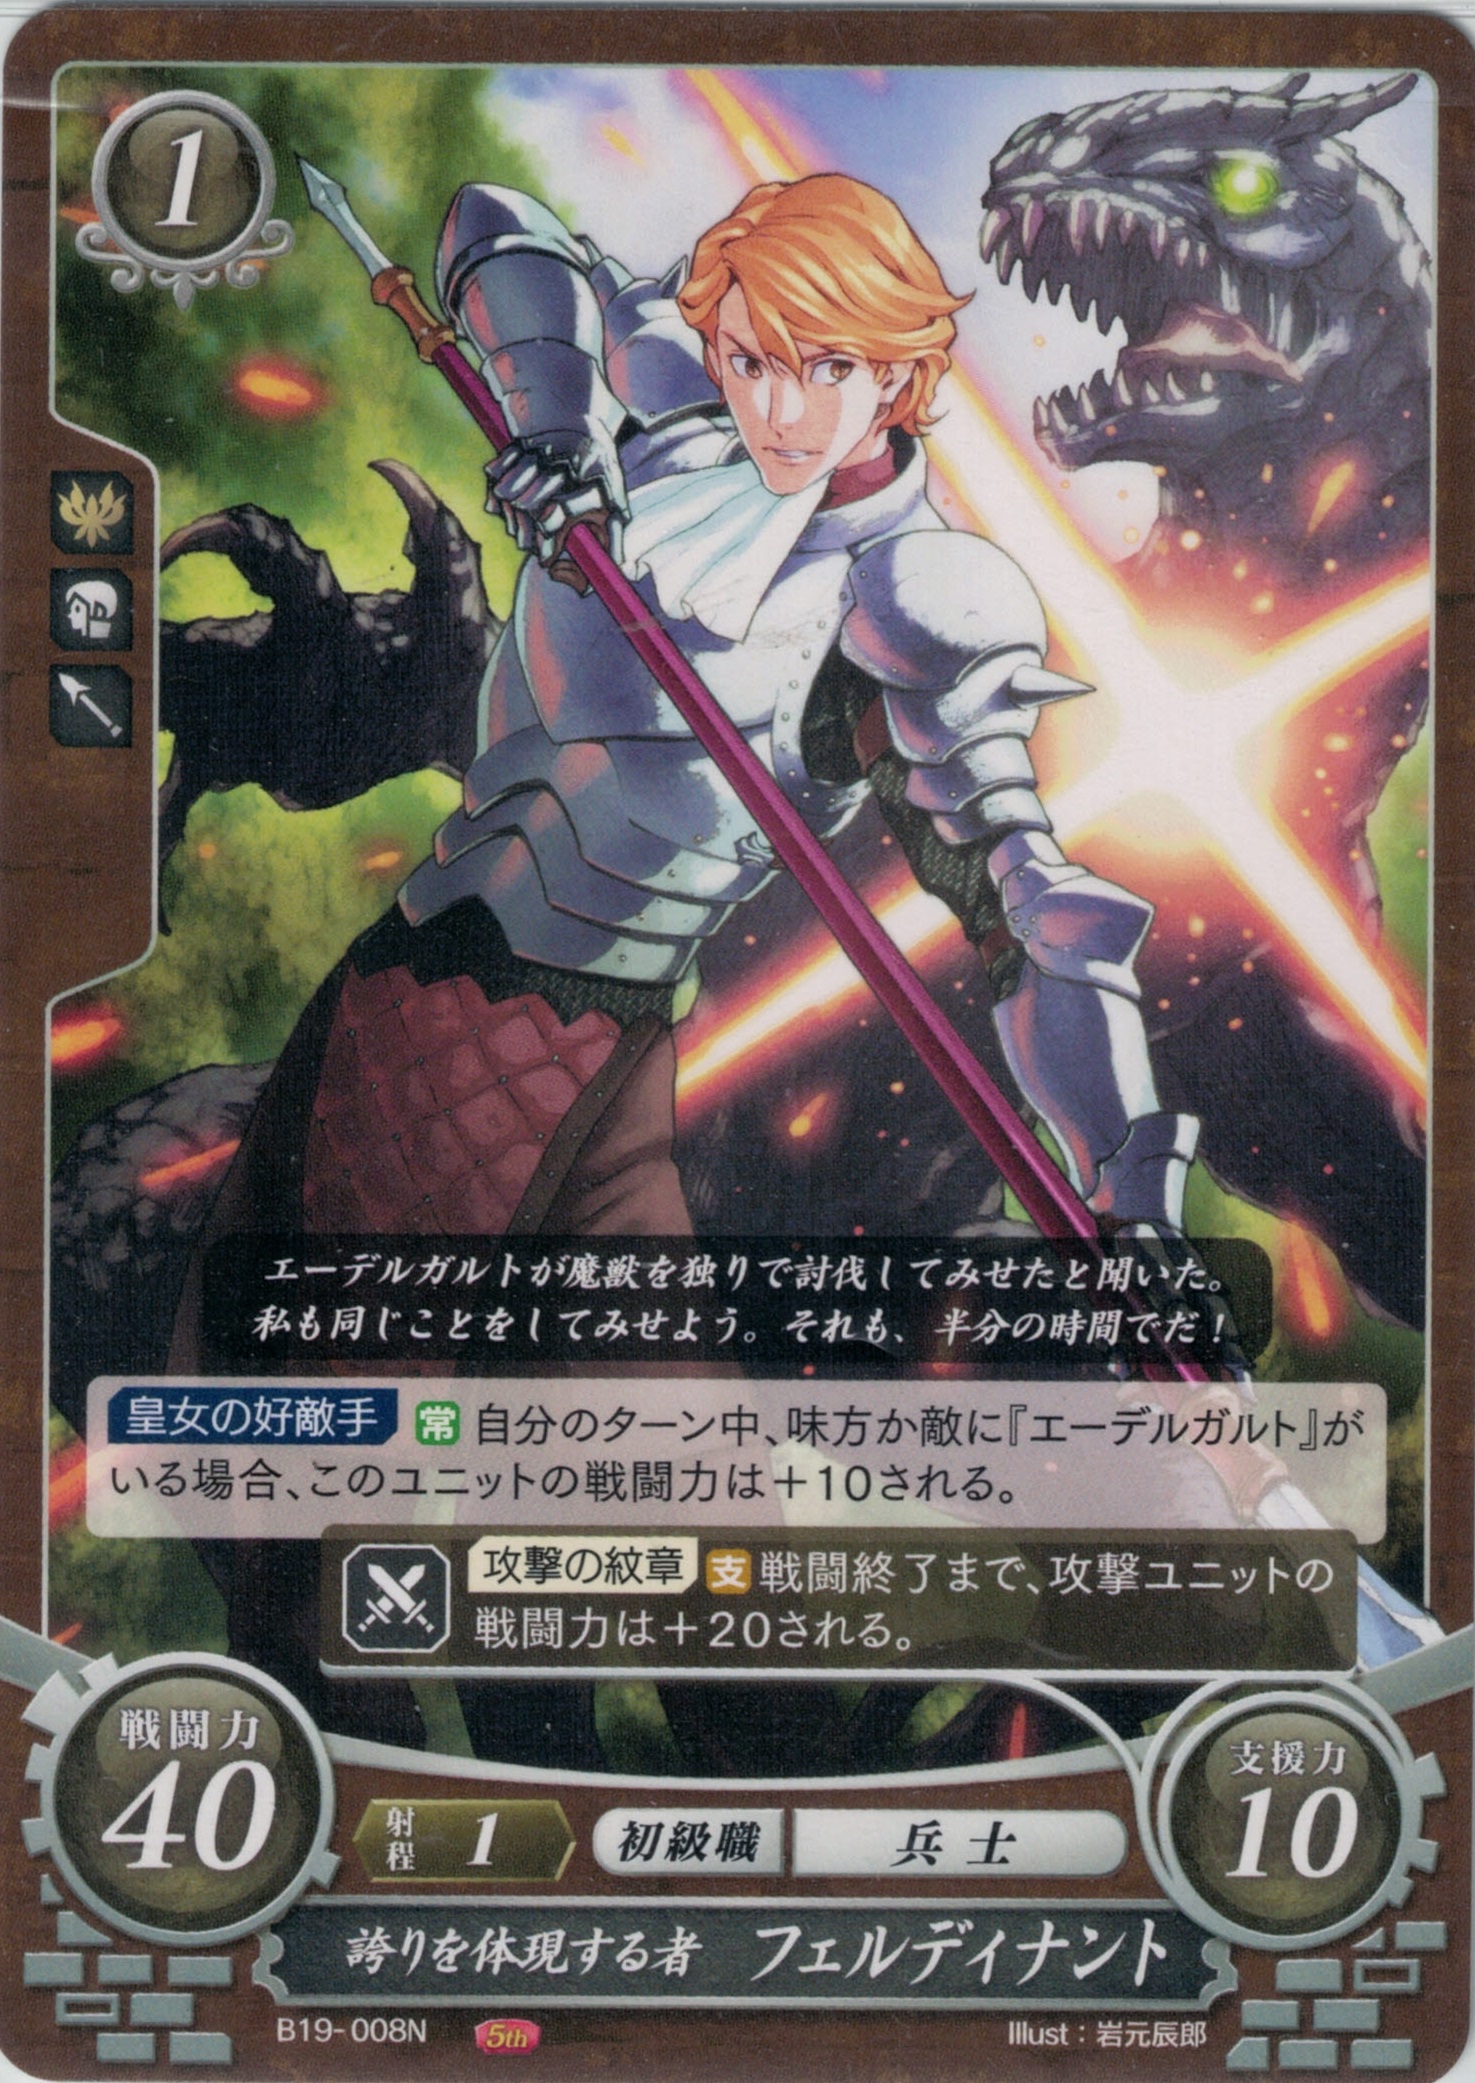 1
エーデルガルトが魔獣を独りで討伐してみせたと聞いた。
私も同じことをしてみせよう。それも、半分の時間でだ！
皇女の好敵手 常 自分のターン中、味方か敵に『エーデルガルト』が
いる場合、このユニットの戦闘力は＋10される。
攻撃の紋章 支 戦闘終了まで、攻撃ユニットの
戦闘力は＋20される。
戦闘力
40
射程 1
初級職 兵士
支援力
10
誇りを体現する者 フェルディナント
B19-008N 5th Illust：岩元辰郎